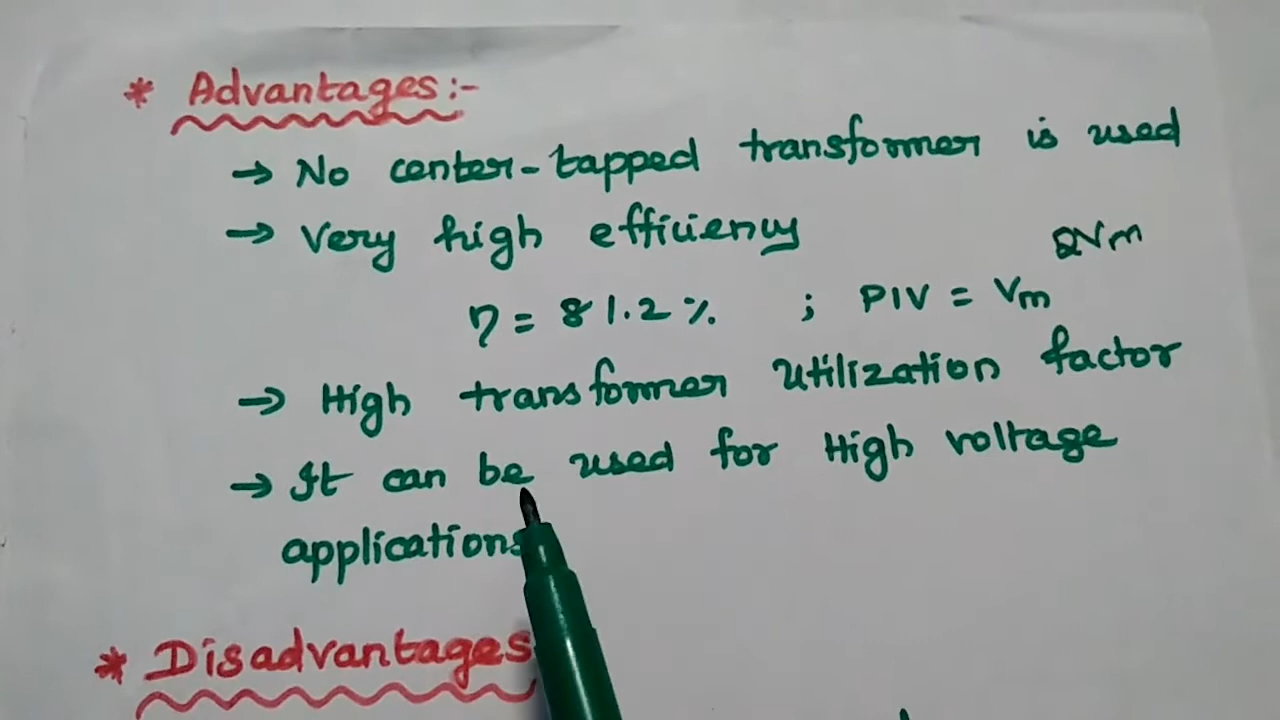 * Advantages:-
→ No center-tapped transformer is used
→ Very high efficiency
2Vm
η = 81.2% ; PIV = Vm
→ High transformer utilization factor
→ It can be used for High voltage
applications
* Disadvantages